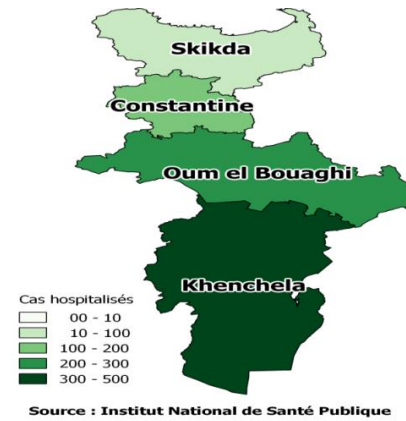 Skikda
Constantine
Oum el Bouaghi
Khenchela
Cas hospitalisés
00 - 10
10 - 100
100 - 200
200 - 300
300 - 500
Source : Institut National de Santé Publique